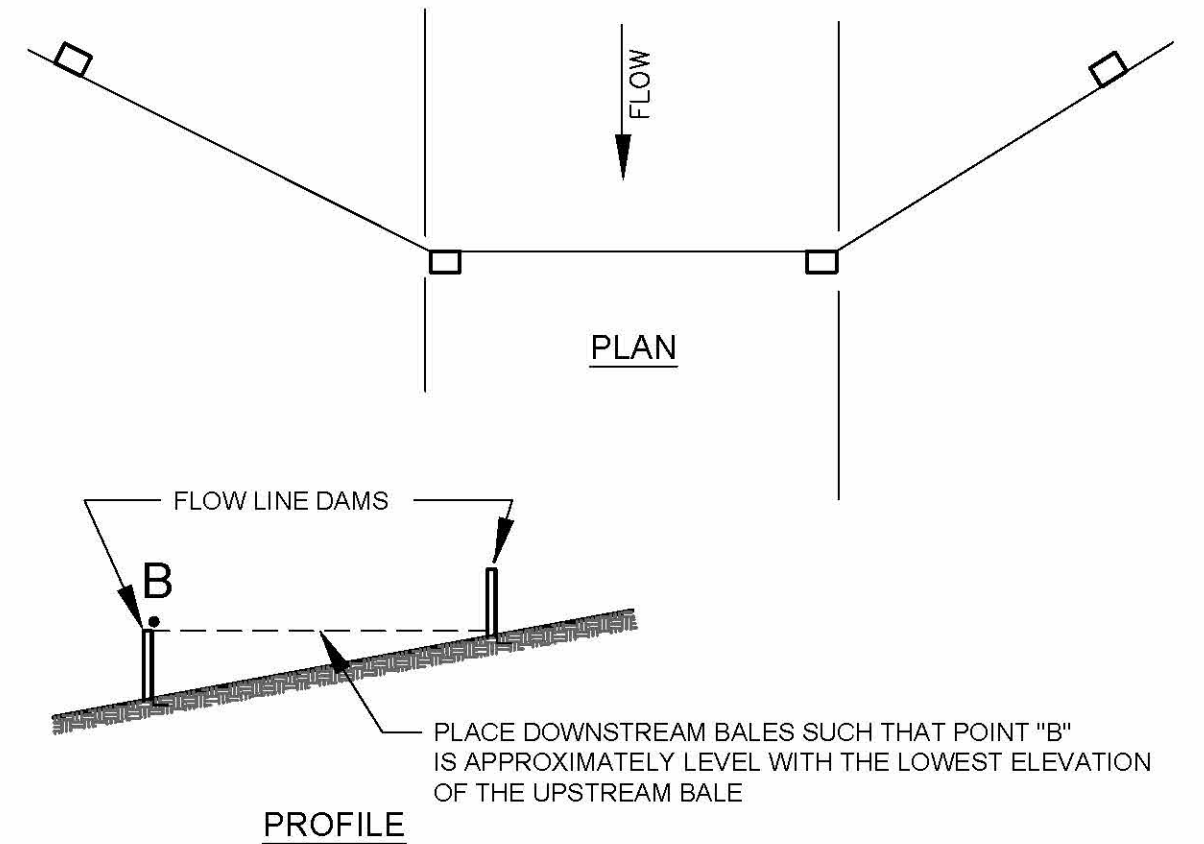 FLOW
PLAN
FLOW LINE DAMS
B
PLACE DOWNSTREAM BALES SUCH THAT POINT "B"
IS APPROXIMATELY LEVEL WITH THE LOWEST ELEVATION
OF THE UPSTREAM BALE
PROFILE